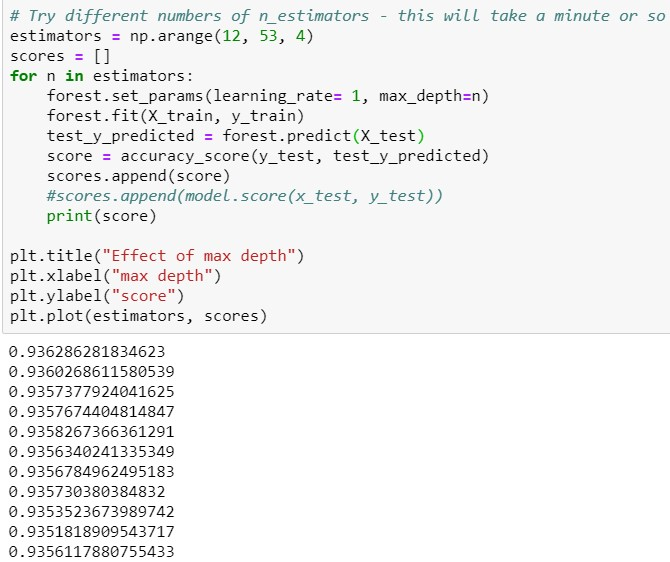 # Try different numbers of n_estimators - this will take a minute or so
estimators = np.arange(12, 53, 4)
scores = []
for n in estimators:
    forest.set_params(learning_rate= 1, max_depth=n)
    forest.fit(X_train, y_train)
    test_y_predicted = forest.predict(X_test)
    score = accuracy_score(y_test, test_y_predicted)
    scores.append(score)
    #scores.append(model.score(x_test, y_test))
    print(score)

plt.title("Effect of max depth")
plt.xlabel("max depth")
plt.ylabel("score")
plt.plot(estimators, scores)
0.936286281834623
0.9360268611580539
0.9357377924041625
0.9357674404814847
0.9358267366361291
0.9356340241335349
0.9356784962495183
0.935730380384832
0.9353523673989742
0.9351818909543717
0.9356117880755433